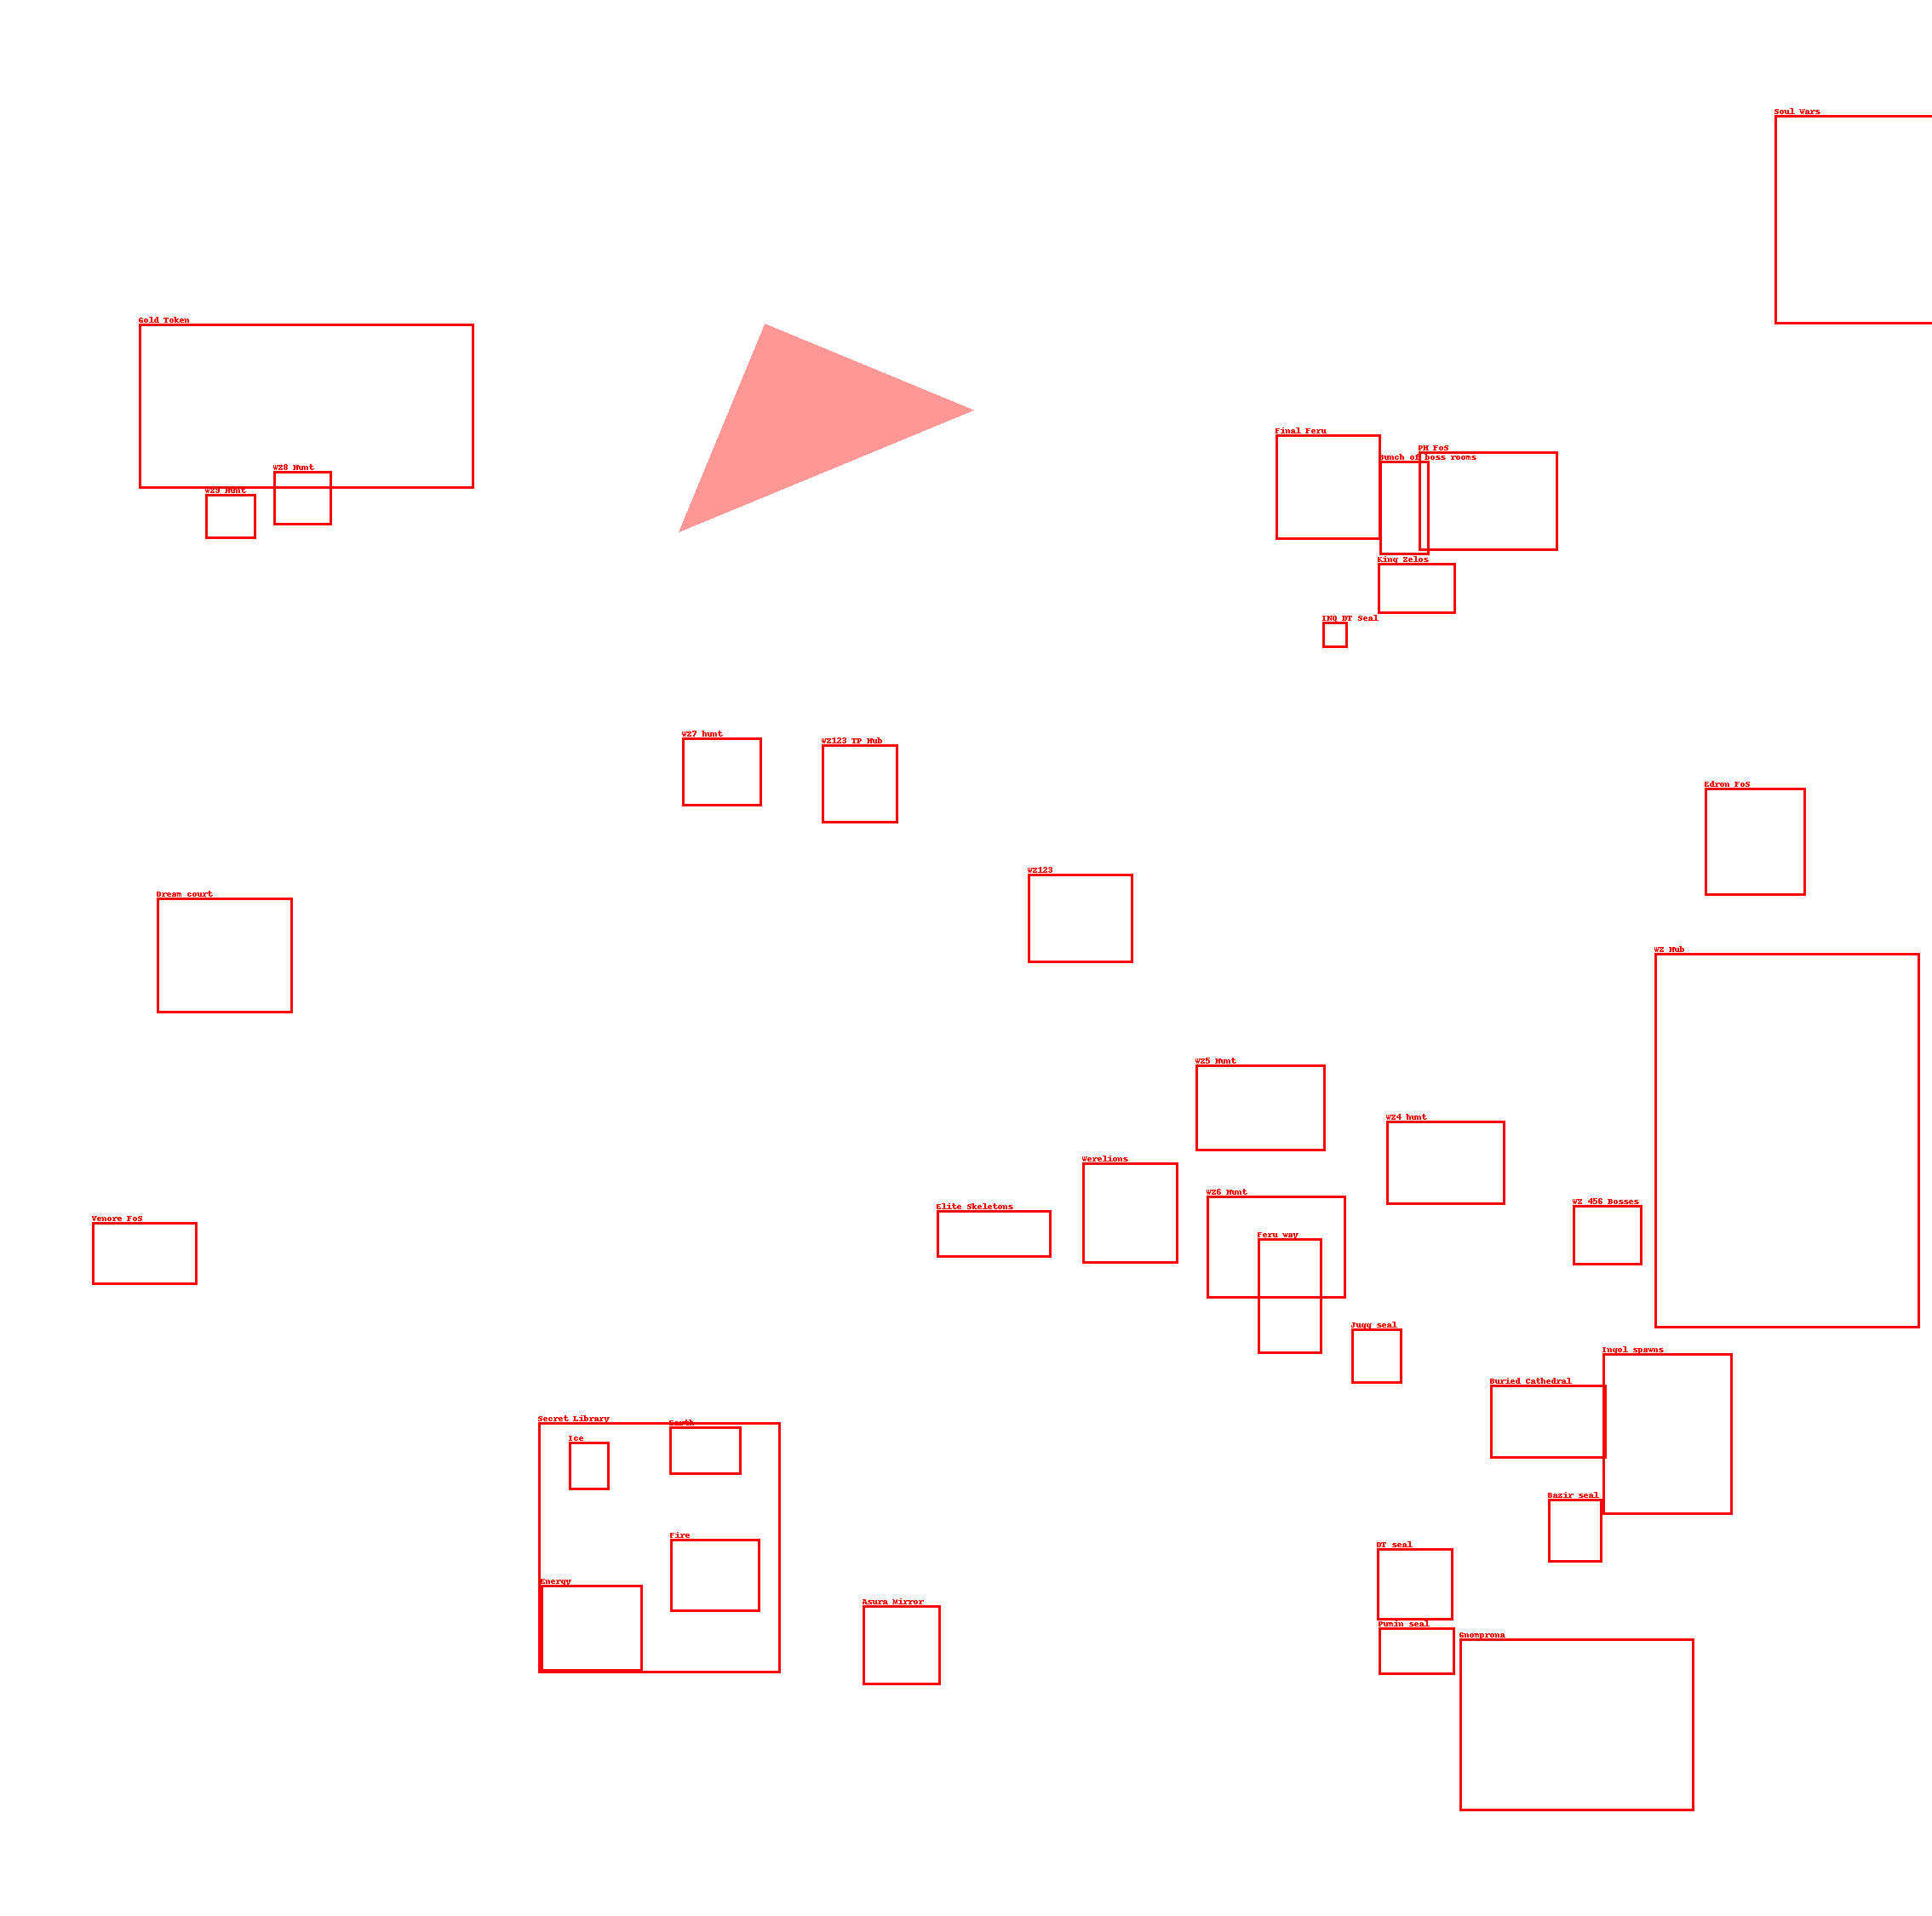 Soul Wars
Gold Token
Final Feru
PH FoS
Bunch of boss rooms
WZ8 Hunt
WZ9 Hunt
King Zelos
INQ DT Seal
WZ7 hunt
WZ123 TP Hub
Edron FoS
WZ123
Dream court
WZ Hub
WZ5 Hunt
WZ4 hunt
Werelions
WZ6 Hunt
WZ 456 Bosses
Elite Skeletons
Venore FoS
Feru way
Jugg seal
Ingol spawns
Buried Cathedral
Secret Library
Earth
Ice
Bazir seal
Fire
DT seal
Energy
Asura Mirror
Pumin seal
Gnomprona